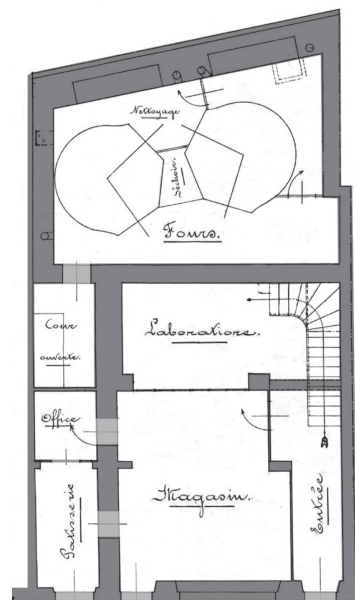 Nettoyage
séchoir.
Fours.
Cour
ouverte.
Laboratoire.
Office
Patisserie
Magasin.
Entrée